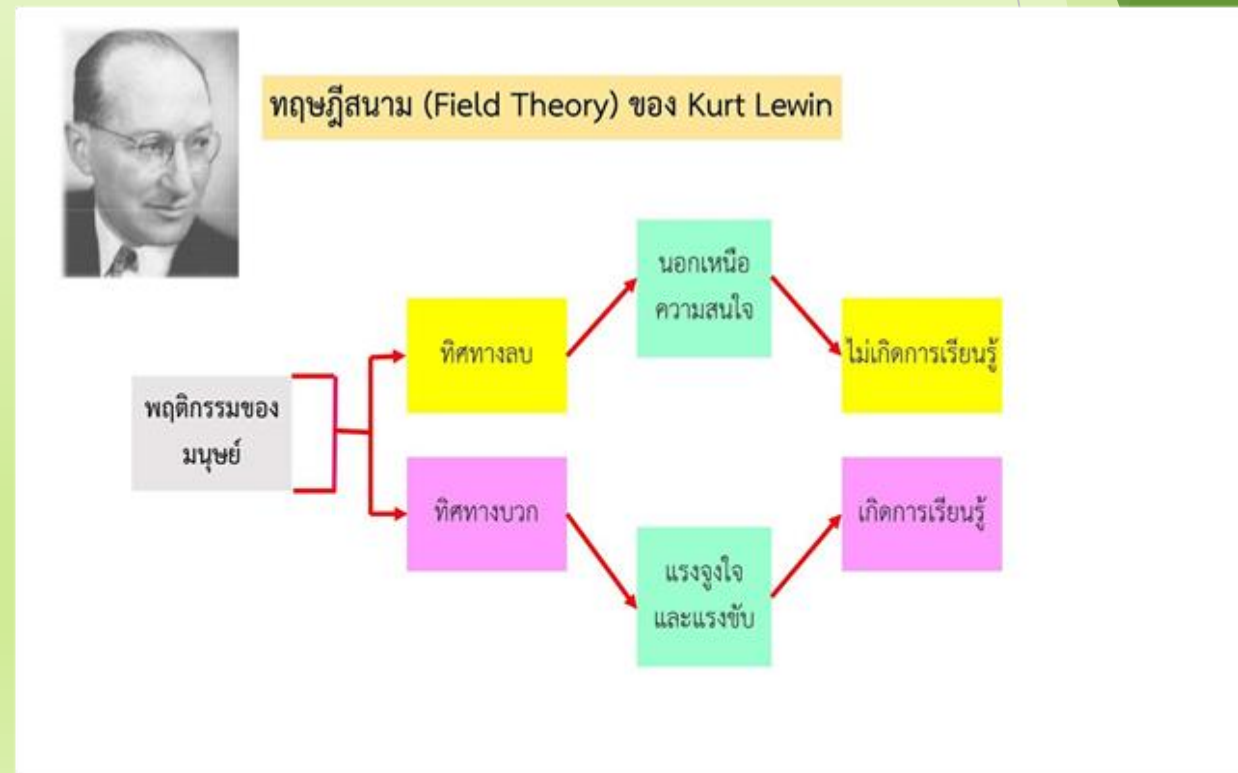 ทฤษฎีสนาม (Field Theory) ของ Kurt Lewin
พฤติกรรมของ
มนุษย์
ทิศทางลบ
นอกเหนือ
ความสนใจ
ไม่เกิดการเรียนรู้
ทิศทางบวก
แรงจูงใจ
และแรงขับ
เกิดการเรียนรู้